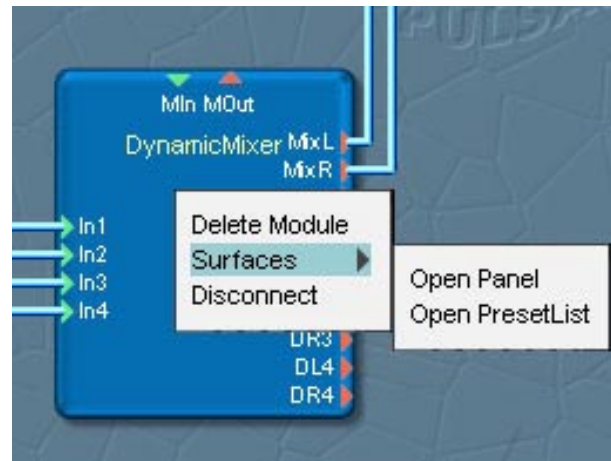 PULSAR
MIn MOut
DynamicMixer MixL
MixR
In1
In2
In3
In4
Delete Module
Surfaces
Disconnect
Open Panel
Open PresetList
DR3
DL4
DR4